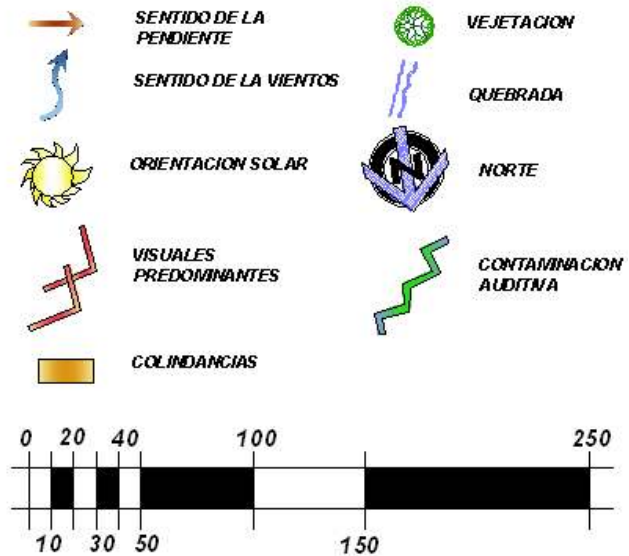 SENTIDO DE LA
PENDIENTE
SENTIDO DE LA VIENTOS
ORIENTACION SOLAR
VISUALES
PREDOMINANTES
COLINDANCIAS
VEJETACION
QUEBRADA
N
NORTE
CONTAMINACION
AUDITIVA
0 20 40 100 250
10 30 50 150